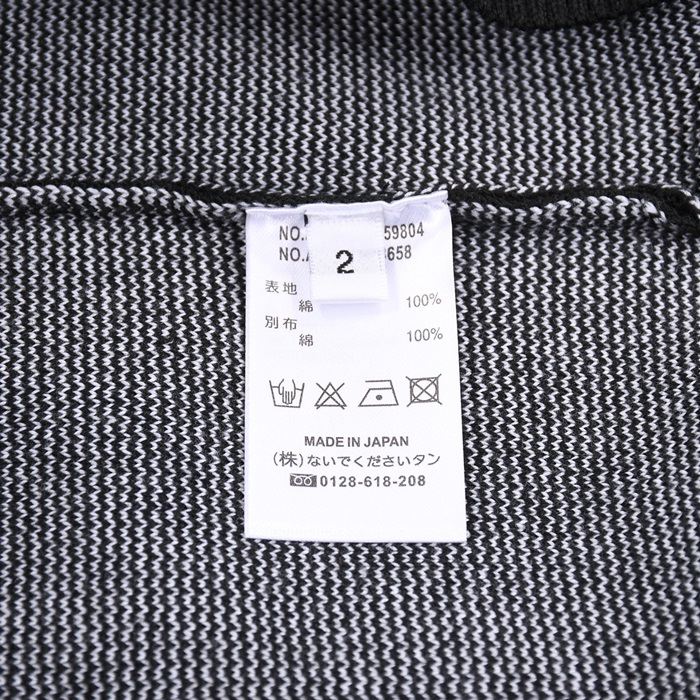 NO. 59804
NO. 658
2
表地
綿 100%
別布
綿 100%
MADE IN JAPAN
(株)ないでくださいタン
0128-618-208